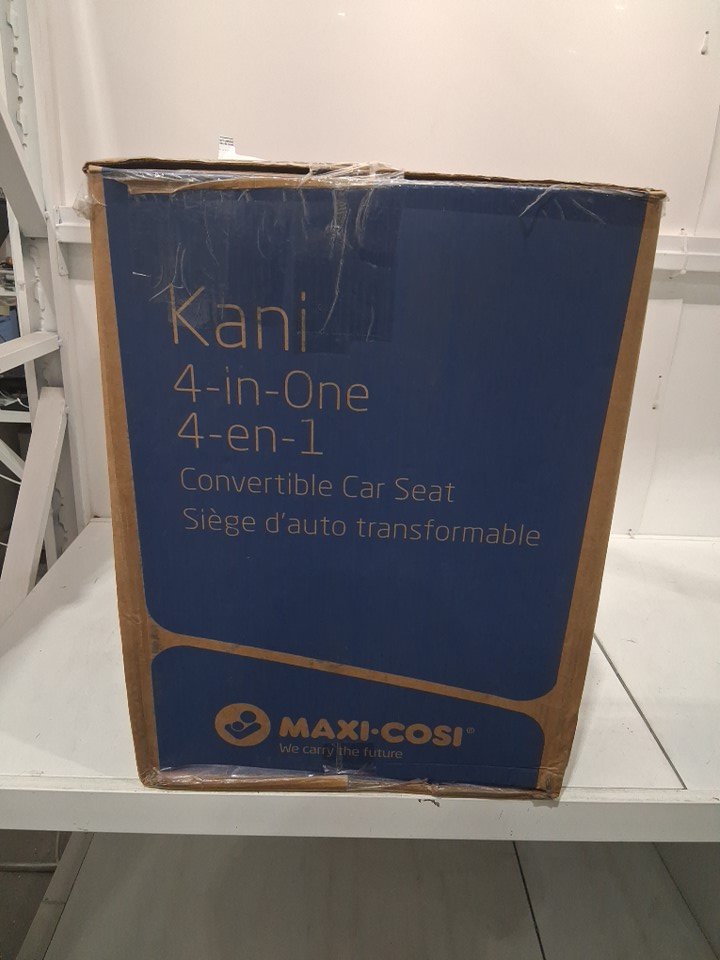 Kani
4-in-One
4-en-1
Convertible Car Seat
Siège d'auto transformable
MAXI•COSI®
We carry the future